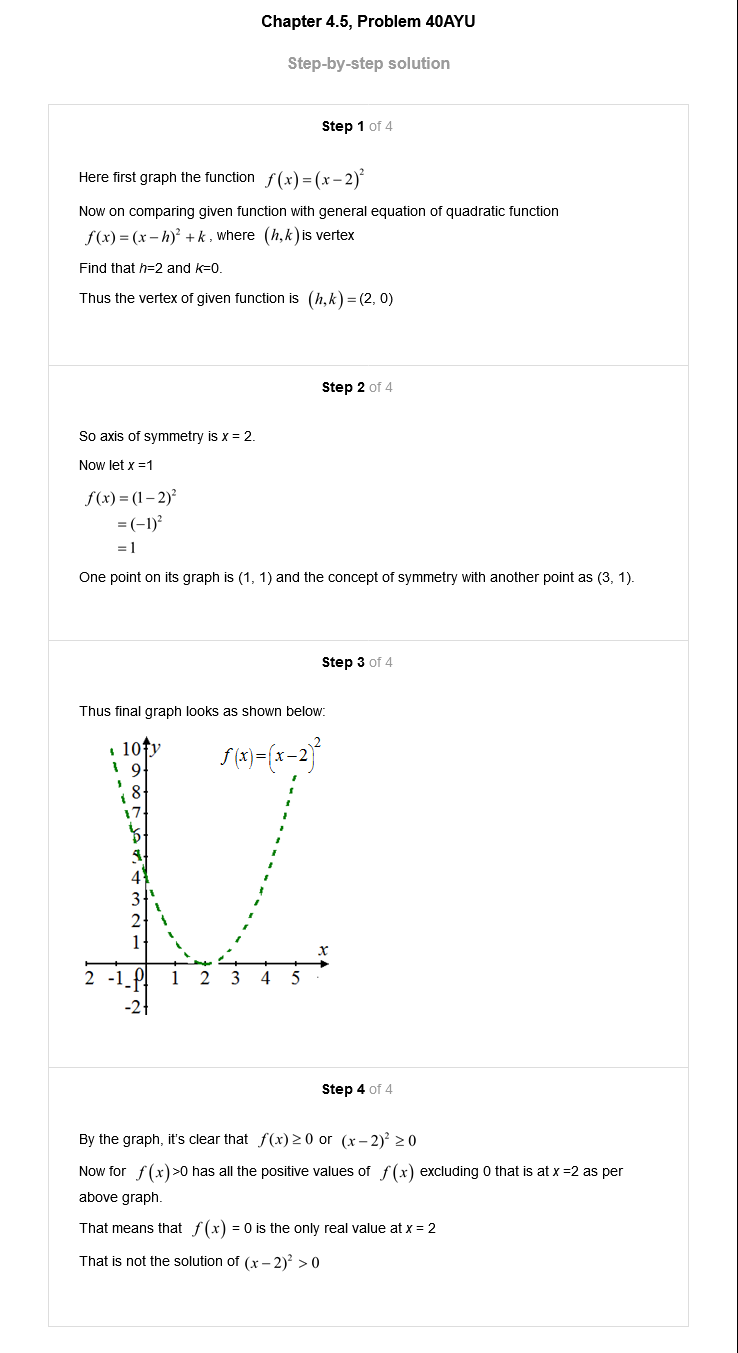 Chapter 4.5, Problem 40AYU
Step-by-step solution
Step 1 of 4
Here first graph the function f(x)=(x−2)²
Now on comparing given function with general equation of quadratic function
f(x)=(x−h)²+k, where (h,k) is vertex
Find that h=2 and k=0.
Thus the vertex of given function is (h,k)=(2, 0)
Step 2 of 4
So axis of symmetry is x = 2.
Now let x =1
f(x)=(1−2)²
=(−1)²
=1
One point on its graph is (1, 1) and the concept of symmetry with another point as (3, 1).
Step 3 of 4
Thus final graph looks as shown below:
f(x)=(x−2)²
10 y
9
8
7
6
5
4
3
2
1
x
2 -1 0 1 2 3 4 5
-1
-2
Step 4 of 4
By the graph, it's clear that f(x)≥0 or (x−2)²≥0
Now for f(x)>0 has all the positive values of f(x) excluding 0 that is at x =2 as per
above graph.
That means that f(x) = 0 is the only real value at x = 2
That is not the solution of (x−2)²>0